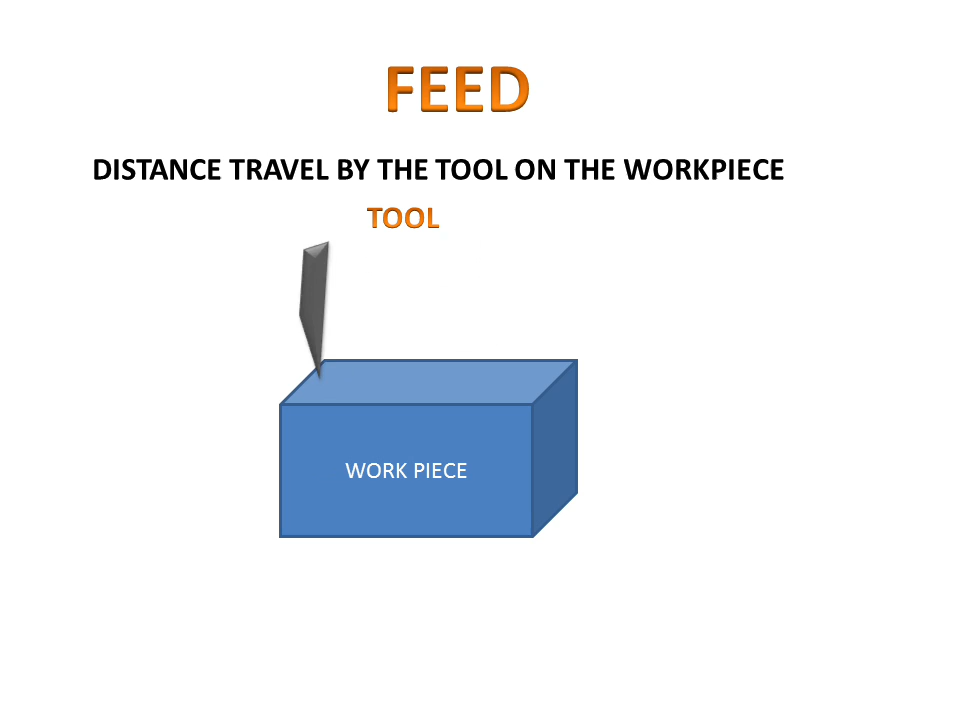 FEED
DISTANCE TRAVEL BY THE TOOL ON THE WORKPIECE
TOOL
WORK PIECE